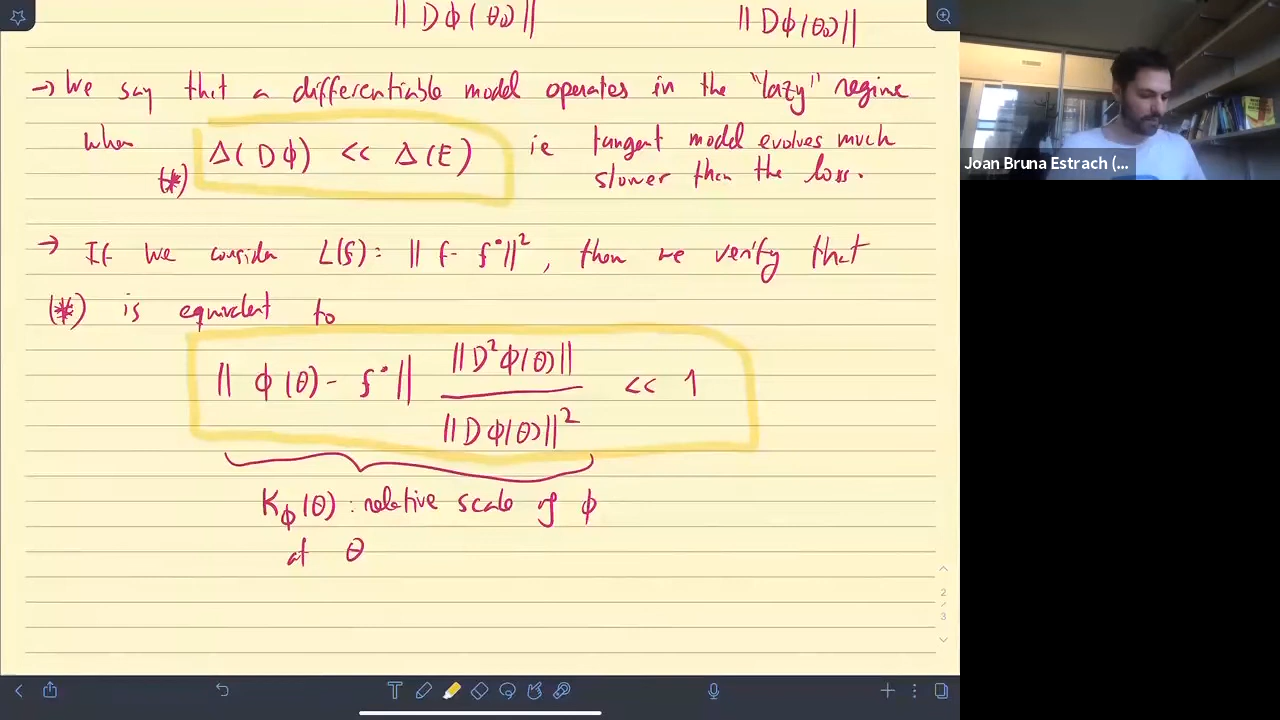 || Dϕ(θ₀) || || Dϕ(θ₀) ||
→ We say that a differentiable model operates in the "lazy" regime
when Δ( Dϕ) << Δ(E) ie tangent model evolves much
(*) slower than the loss.
→ If we consider L(f) = || f - f*||², then we verify that
(*) is equivalent to
|| ϕ(θ) - f*|| ||D²ϕ(θ)|| / ||Dϕ(θ)||² << 1
K_ϕ(θ) : relative scale of ϕ
at θ
2
/
3
T
Joan Bruna Estrach (...